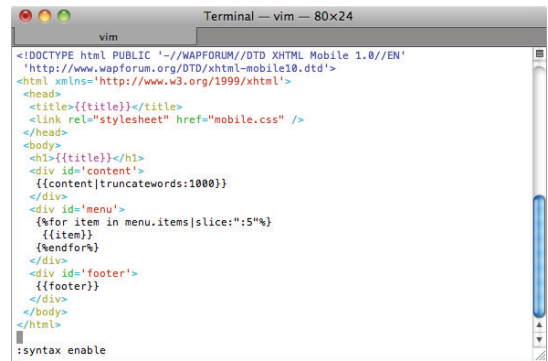 Terminal — vim — 80×24
vim
<!DOCTYPE html PUBLIC '-//WAPFORUM//DTD XHTML Mobile 1.0//EN'
 'http://www.wapforum.org/DTD/xhtml-mobile10.dtd'>
<html xmlns='http://www.w3.org/1999/xhtml'>
 <head>
  <title>{{title}}</title>
  <link rel="stylesheet" href="mobile.css" />
 </head>
 <body>
  <h1>{{title}}</h1>
  <div id='content'>
   {{content|truncatewords:1000}}
  </div>
  <div id='menu'>
   {%for item in menu.items|slice:":5"%}
    {{item}}
   {%endfor%}
  </div>
  <div id='footer'>
   {{footer}}
  </div>
 </body>
</html>
:syntax enable